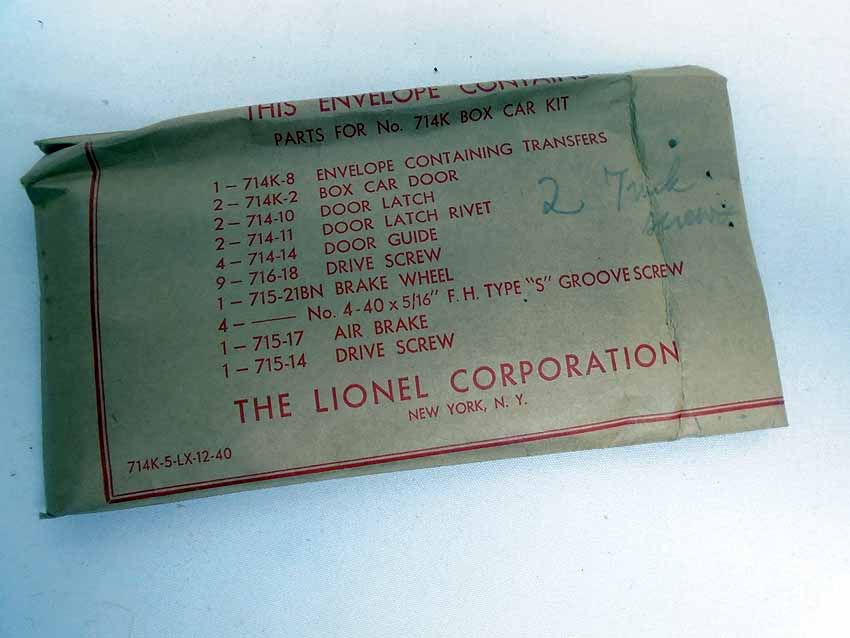 THIS ENVELOPE CONTAINS
PARTS FOR No. 714K BOX CAR KIT
1 – 714K-8 ENVELOPE CONTAINING TRANSFERS
2 – 714K-2 BOX CAR DOOR
2 – 714-10 DOOR LATCH
2 – 714-11 DOOR LATCH RIVET
4 – 714-14 DOOR GUIDE
9 – 716-18 DRIVE SCREW
1 – 715-21BN BRAKE WHEEL
4 – —— No. 4-40 x 5/16" F. H. TYPE "S" GROOVE SCREW
1 – 715-17 AIR BRAKE
1 – 715-14 DRIVE SCREW
2 Truck
screws
THE LIONEL CORPORATION
NEW YORK, N. Y.
714K-5-LX-12-40